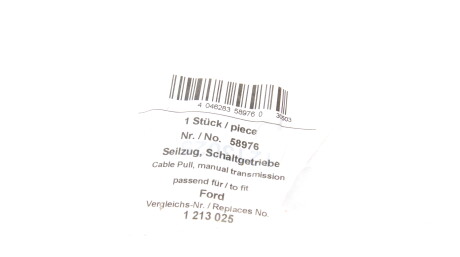 4 046283 58976 0
1 Stück / piece
Nr. / No. 58976
Seilzug, Schaltgetriebe
Cable Pull, manual transmission
passend für / to fit
Ford
Vergleichs-Nr. / Replaces No.
1 213 025